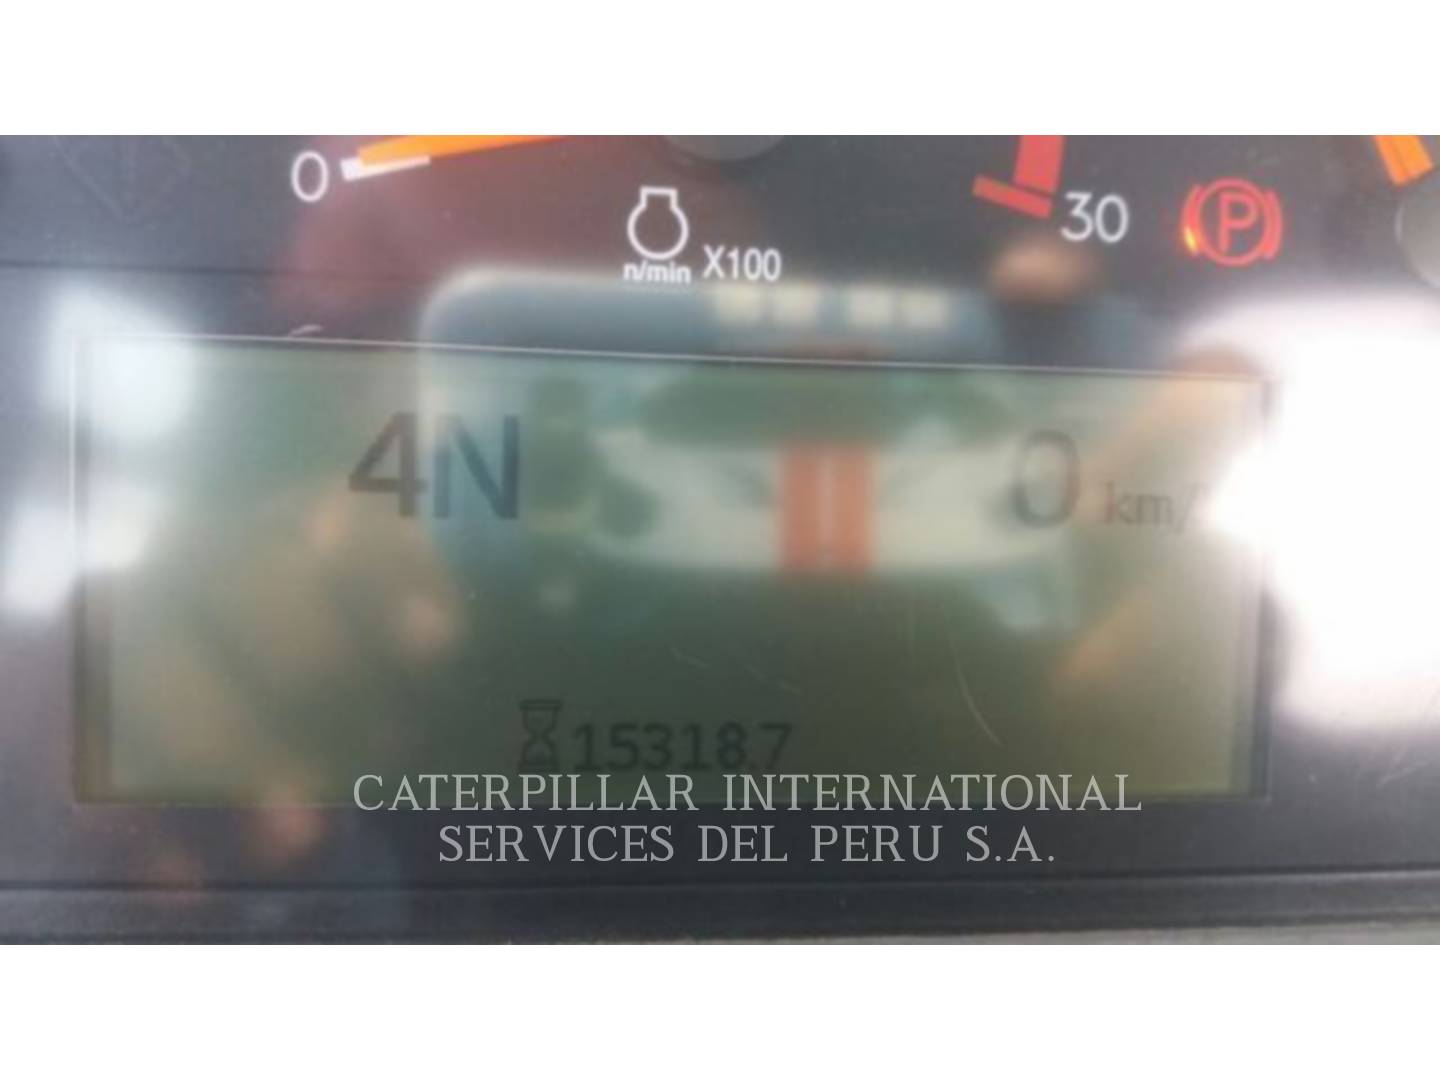 0
30
P
n/min X100
4N 0 km/
15318.7
CATERPILLAR INTERNATIONAL
SERVICES DEL PERU S.A.